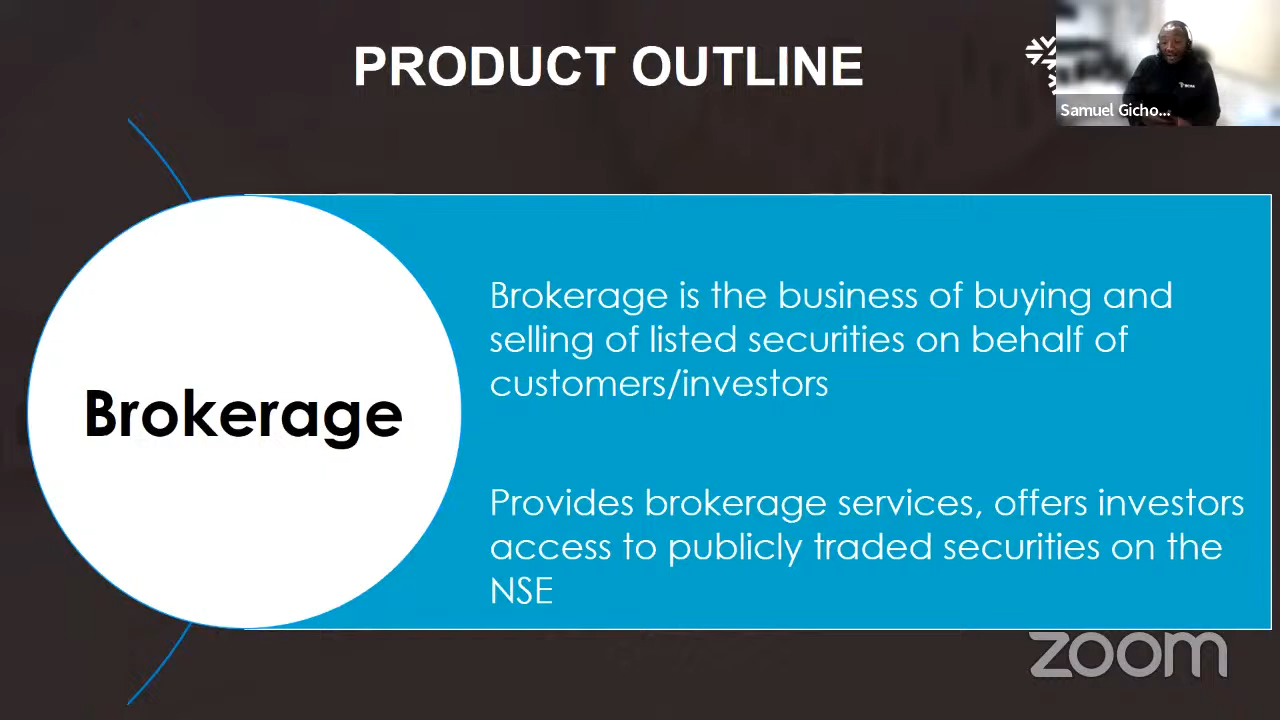 PRODUCT OUTLINE
Samuel Gicho...
Brokerage
Brokerage is the business of buying and
selling of listed securities on behalf of
customers/investors
Provides brokerage services, offers investors
access to publicly traded securities on the
NSE
zoom